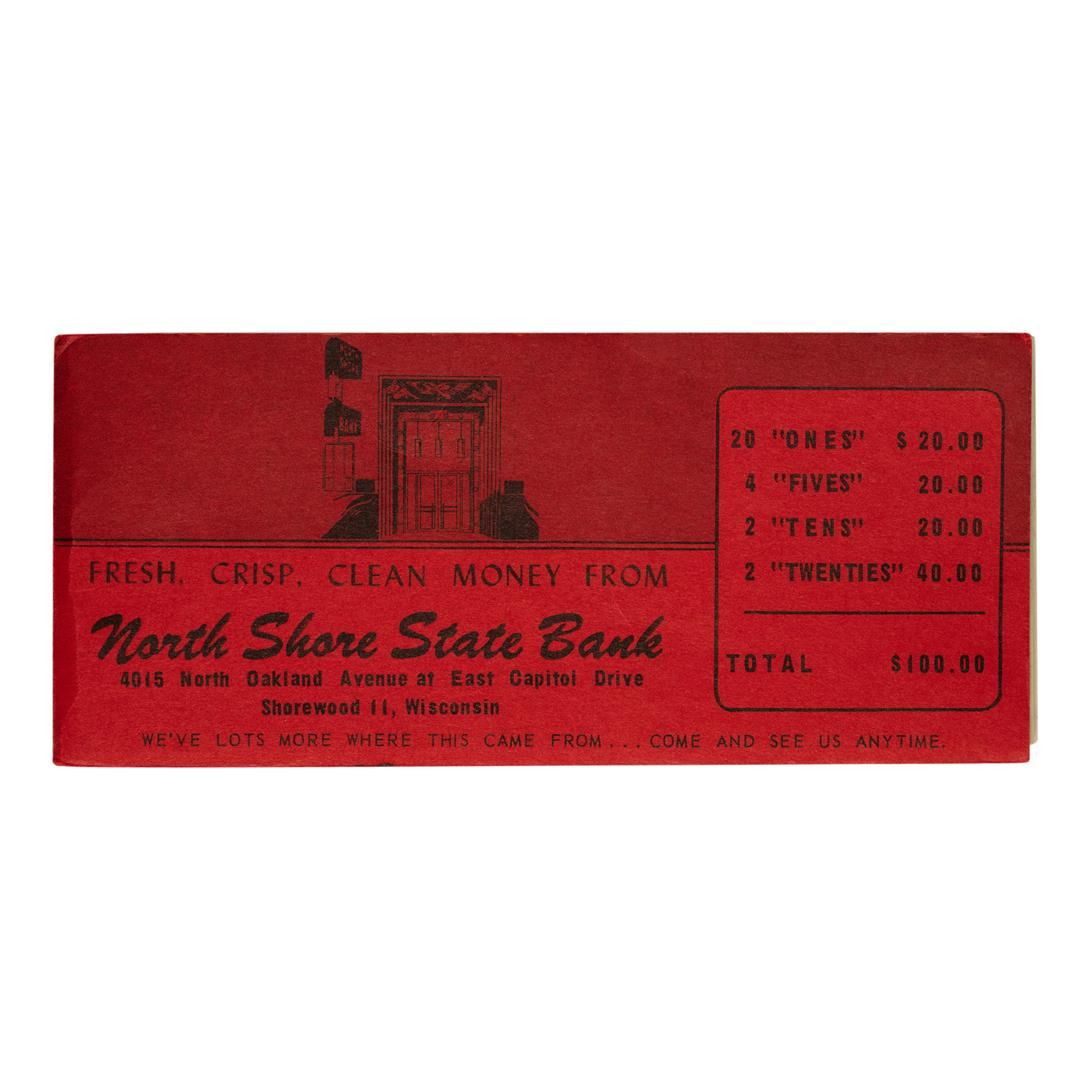 BANK
FRESH, CRISP, CLEAN MONEY FROM
North Shore State Bank
4015 North Oakland Avenue at East Capitol Drive
Shorewood 11, Wisconsin
WE'VE LOTS MORE WHERE THIS CAME FROM...COME AND SEE US ANYTIME.
20 "ONES" $ 20.00
4 "FIVES" 20.00
2 "TENS" 20.00
2 "TWENTIES" 40.00
TOTAL $100.00